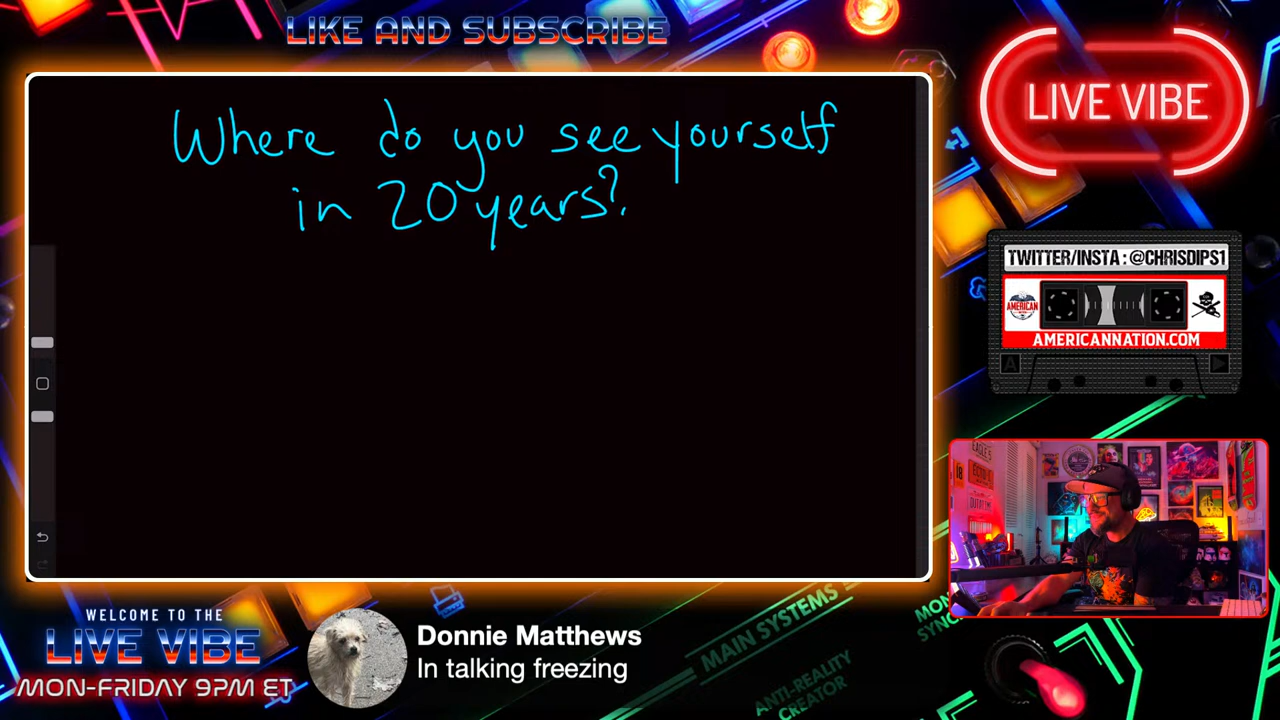 LIKE AND SUBSCRIBE
LIVE VIBE
Where do you see yourself
in 20 years?
TWITTER/INSTA : @CHRISDIPS1
AMERICAN
AMERICANNATION.COM
A
WELCOME TO THE
LIVE VIBE
MON-FRIDAY 9PM ET
Donnie Matthews
In talking freezing
MAIN SYSTEMS
ANTI-REALITY
CREATOR